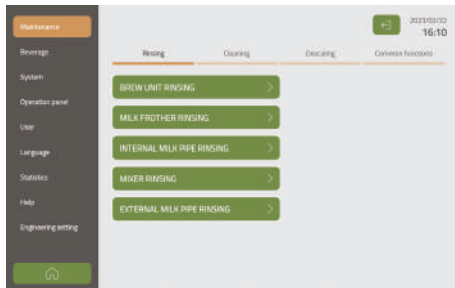 Maintenance
2021/03/22
16:10
Beverage
Rinsing
Cleaning
Descaling
Common functions
System
BREW UNIT RINSING
Operation panel
MILK FROTHER RINSING
User
Language
INTERNAL MILK PIPE RINSING
Statistics
MIXER RINSING
Help
EXTERNAL MILK PIPE RINSING
Engineering setting